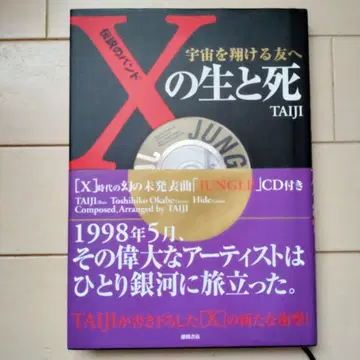 宇宙を翔ける友へ
伝説のバンド
Xの生と死
TAIJI
JUNGLE
[X]時代の幻の未発表曲「JUNGLE」CD付き
TAIJI Bass Toshihiko Okabe Hide
Composed, Arranged by TAIJI
1998年5月、
その偉大なアーティストは
ひとり銀河に旅立った。
TAIJIが書き下ろした[X]の新たな衝撃!